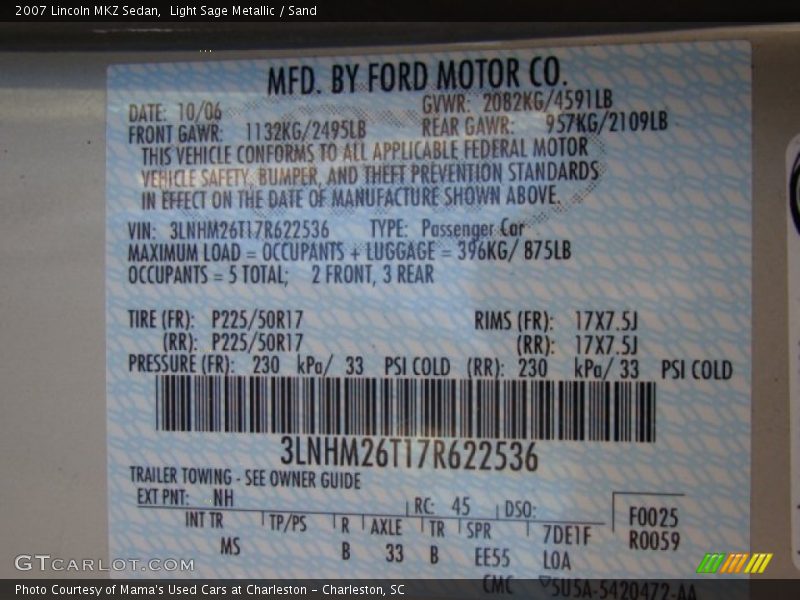 2007 Lincoln MKZ Sedan,  Light Sage Metallic / Sand
MFD. BY FORD MOTOR CO.
DATE: 10/06 GVWR: 2082KG/4591LB
FRONT GAWR: 1132KG/2495LB REAR GAWR: 957KG/2109LB
THIS VEHICLE CONFORMS TO ALL APPLICABLE FEDERAL MOTOR
VEHICLE SAFETY, BUMPER, AND THEFT PREVENTION STANDARDS
IN EFFECT ON THE DATE OF MANUFACTURE SHOWN ABOVE.
VIN: 3LNHM26T17R622536 TYPE: Passenger Car
MAXIMUM LOAD = OCCUPANTS + LUGGAGE = 396KG/ 875LB
OCCUPANTS = 5 TOTAL; 2 FRONT, 3 REAR
TIRE (FR): P225/50R17 RIMS (FR): 17X7.5J
(RR): P225/50R17 (RR): 17X7.5J
PRESSURE (FR): 230 kPa/ 33 PSI COLD (RR): 230 kPa/ 33 PSI COLD
3LNHM26T17R622536
TRAILER TOWING - SEE OWNER GUIDE
EXT PNT: NH RC: 45 DSO:
INT TR TP/PS R AXLE TR SPR 7DE1F F0025
MS B 33 B EE55 L0A R0059
CMC 5U5A-5420472-AA
GTCARLOT.COM
Photo Courtesy of Mama's Used Cars at Charleston - Charleston, SC